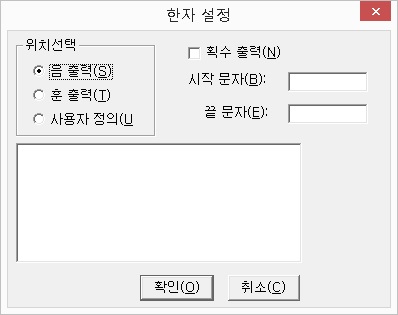 한자 설정
위치선택
음 출력(S)
훈 출력(T)
사용자 정의(U
획수 출력(N)
시작 문자(B):
끝 문자(E):
확인(O)
취소(C)